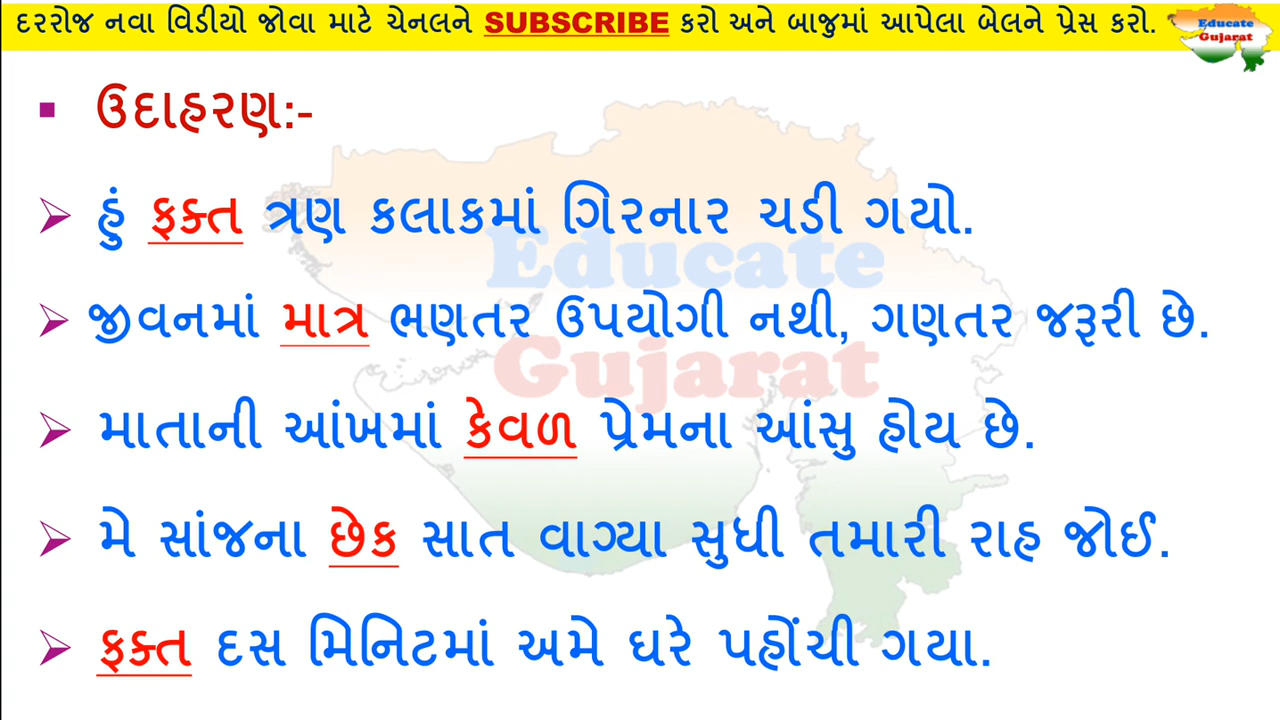 દરરોજ નવા વિડીયો જોવા માટે ચેનલને SUBSCRIBE કરો અને બાજુમાં આપેલા બેલને પ્રેસ કરો.
Educate
Gujarat
ઉદાહરણ:-
હું ફક્ત ત્રણ કલાકમાં ગિરનાર ચડી ગયો.
જીવનમાં માત્ર ભણતર ઉપયોગી નથી, ગણતર જરૂરી છે.
માતાની આંખમાં કેવળ પ્રેમના આંસુ હોય છે.
મે સાંજના છેક સાત વાગ્યા સુધી તમારી રાહ જોઈ.
ફક્ત દસ મિનિટમાં અમે ઘરે પહોંચી ગયા.
Educate
Gujarat